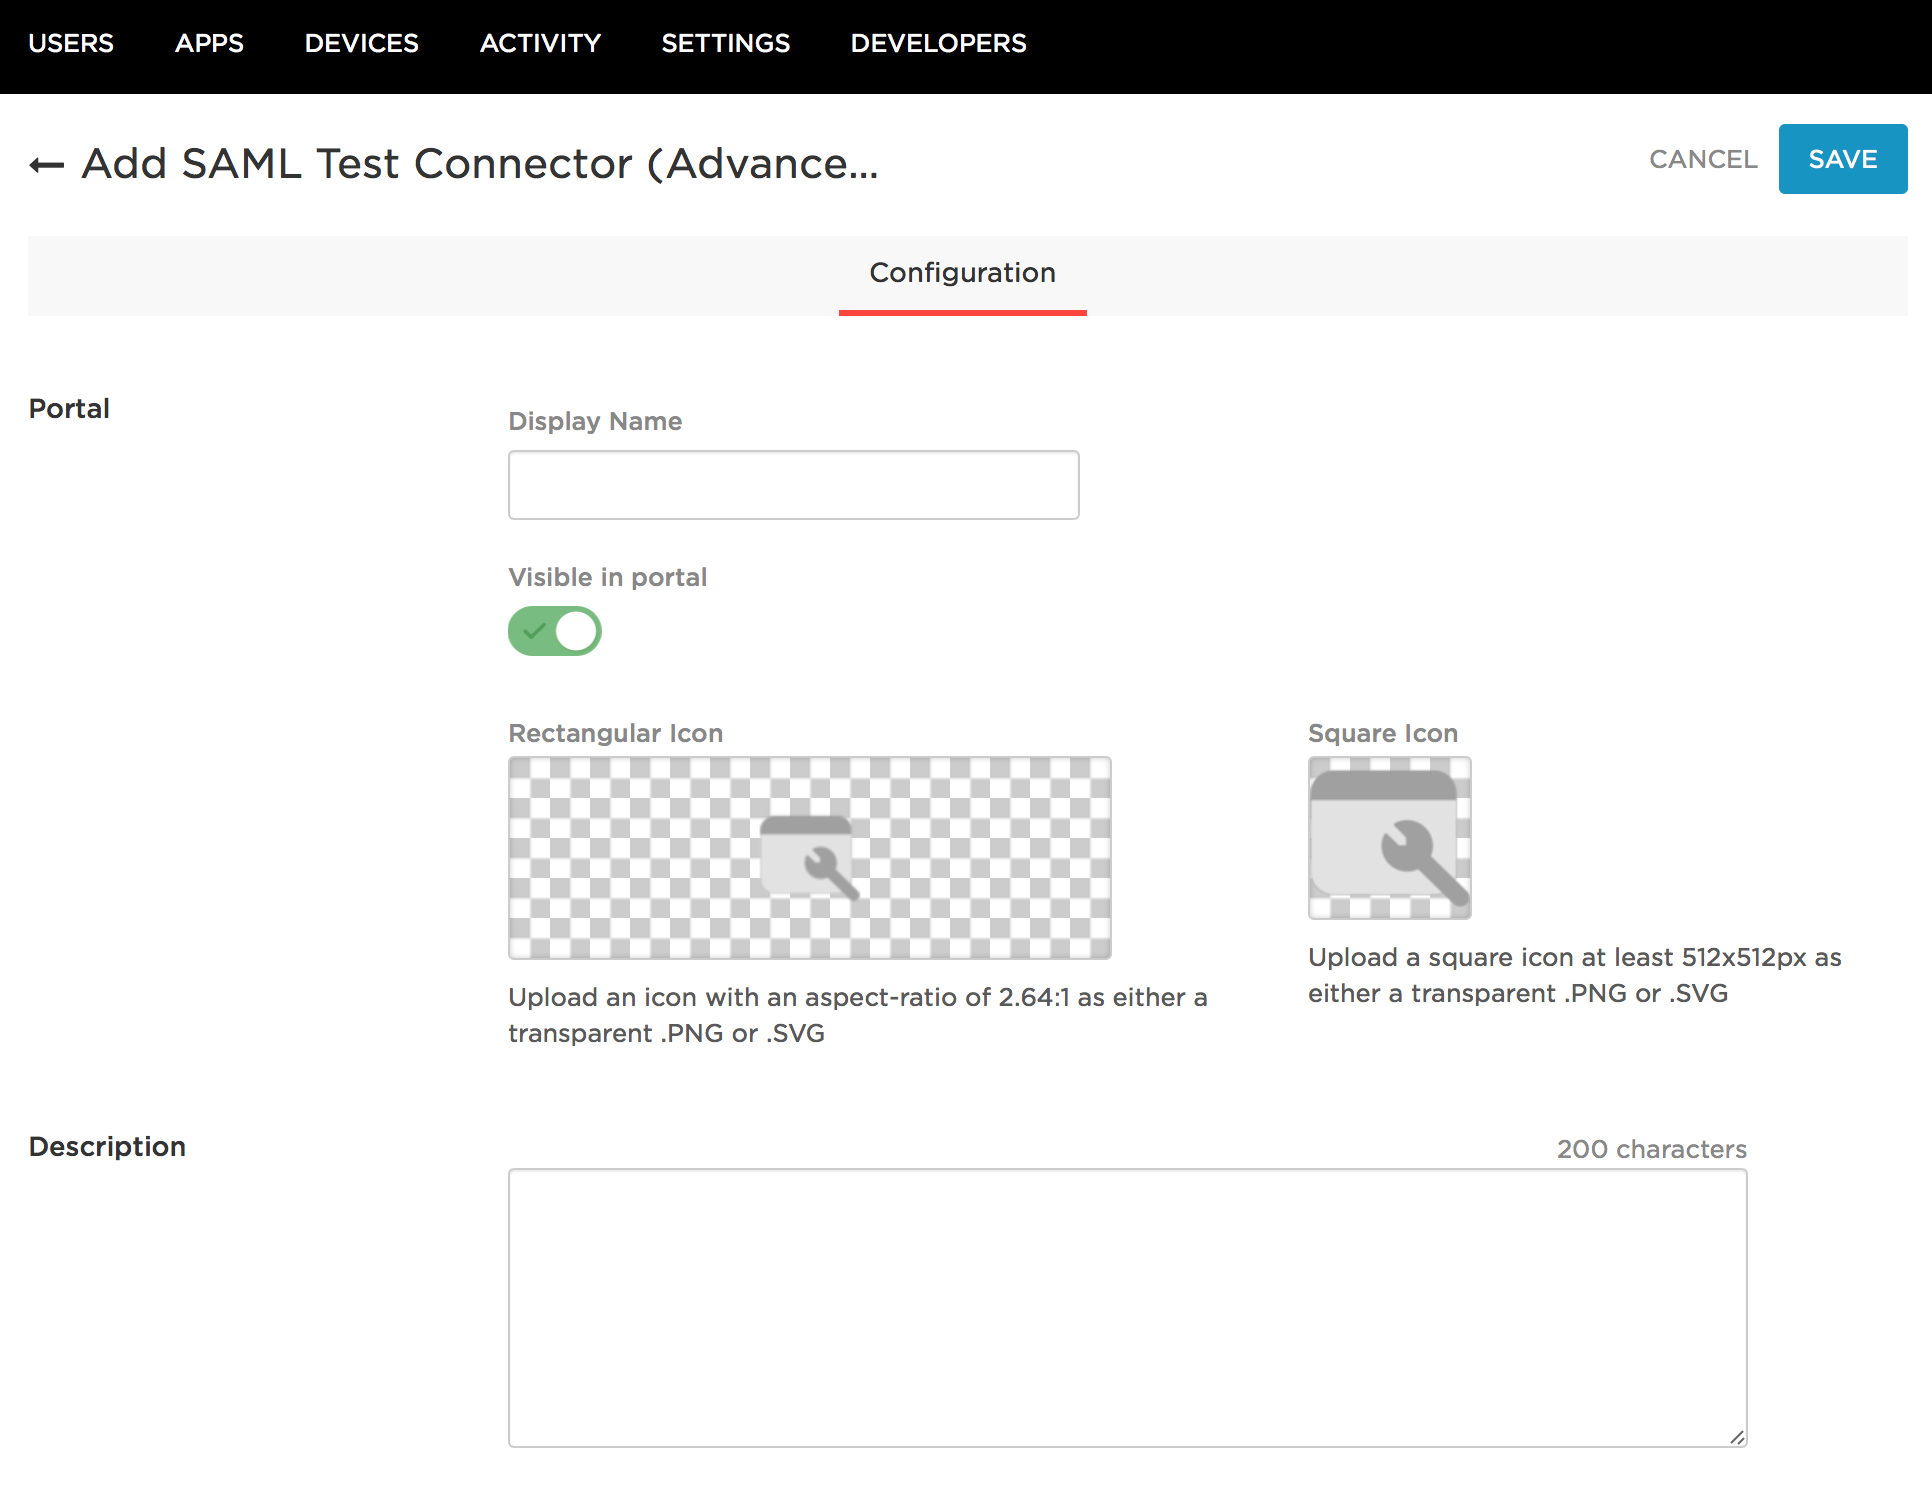 USERS APPS DEVICES ACTIVITY SETTINGS DEVELOPERS
Add SAML Test Connector (Advance...
CANCEL SAVE
Configuration
Portal
Display Name
Visible in portal
Rectangular Icon
Upload an icon with an aspect-ratio of 2.64:1 as either a
transparent .PNG or .SVG
Square Icon
Upload a square icon at least 512x512px as
either a transparent .PNG or .SVG
Description
200 characters